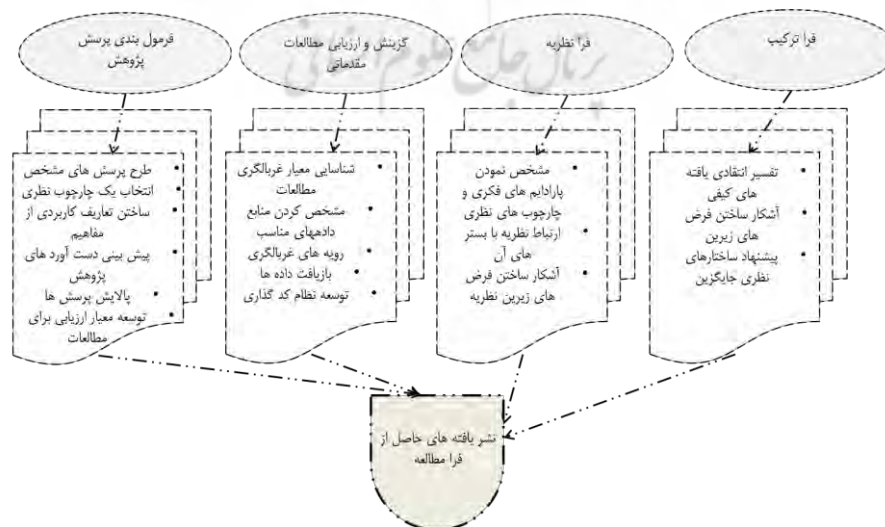 فرمول بندی پرسش
پژوهش
گزینش و ارزیابی مطالعات
مقدماتی
فرا نظریه
فرا ترکیب
پرتال جامع علوم انسانی
• طرح پرسش های مشخص
• انتخاب یک چارچوب نظری
• ساختن تعاریف کاربردی از
مفاهیم
• پیش بینی دست آورد های
پژوهش
• پالایش پرسش ها
• توسعه معیار ارزیابی برای
مطالعات
• شناسایی معیار غربالگری
مطالعات
• مشخص کردن منابع
دادههای مناسب
• رویه های غربالگری
• بازیافت داده ها
• توسعه نظام کد گذاری
• مشخص نمودن
پارادایم های فکری و
چارچوب های نظری
• ارتباط نظریه با بستر
های آن
• آشکار ساختن فرض
های زیرین نظریه
• تفسیر انتقادی یافته
های کیفی
• آشکار ساختن فرض
های زیرین
• پیشنهاد ساختارهای
نظری جایگزین
نشر یافته های حاصل از
فرا مطالعه